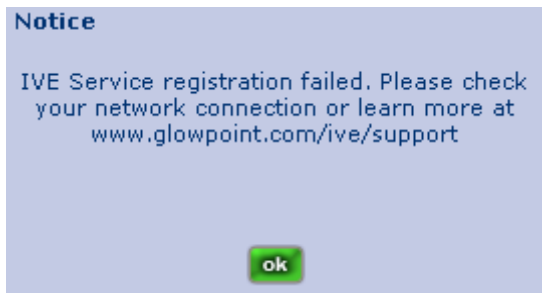 Notice
IVE Service registration failed. Please check
your network connection or learn more at
www.glowpoint.com/ive/support
ok